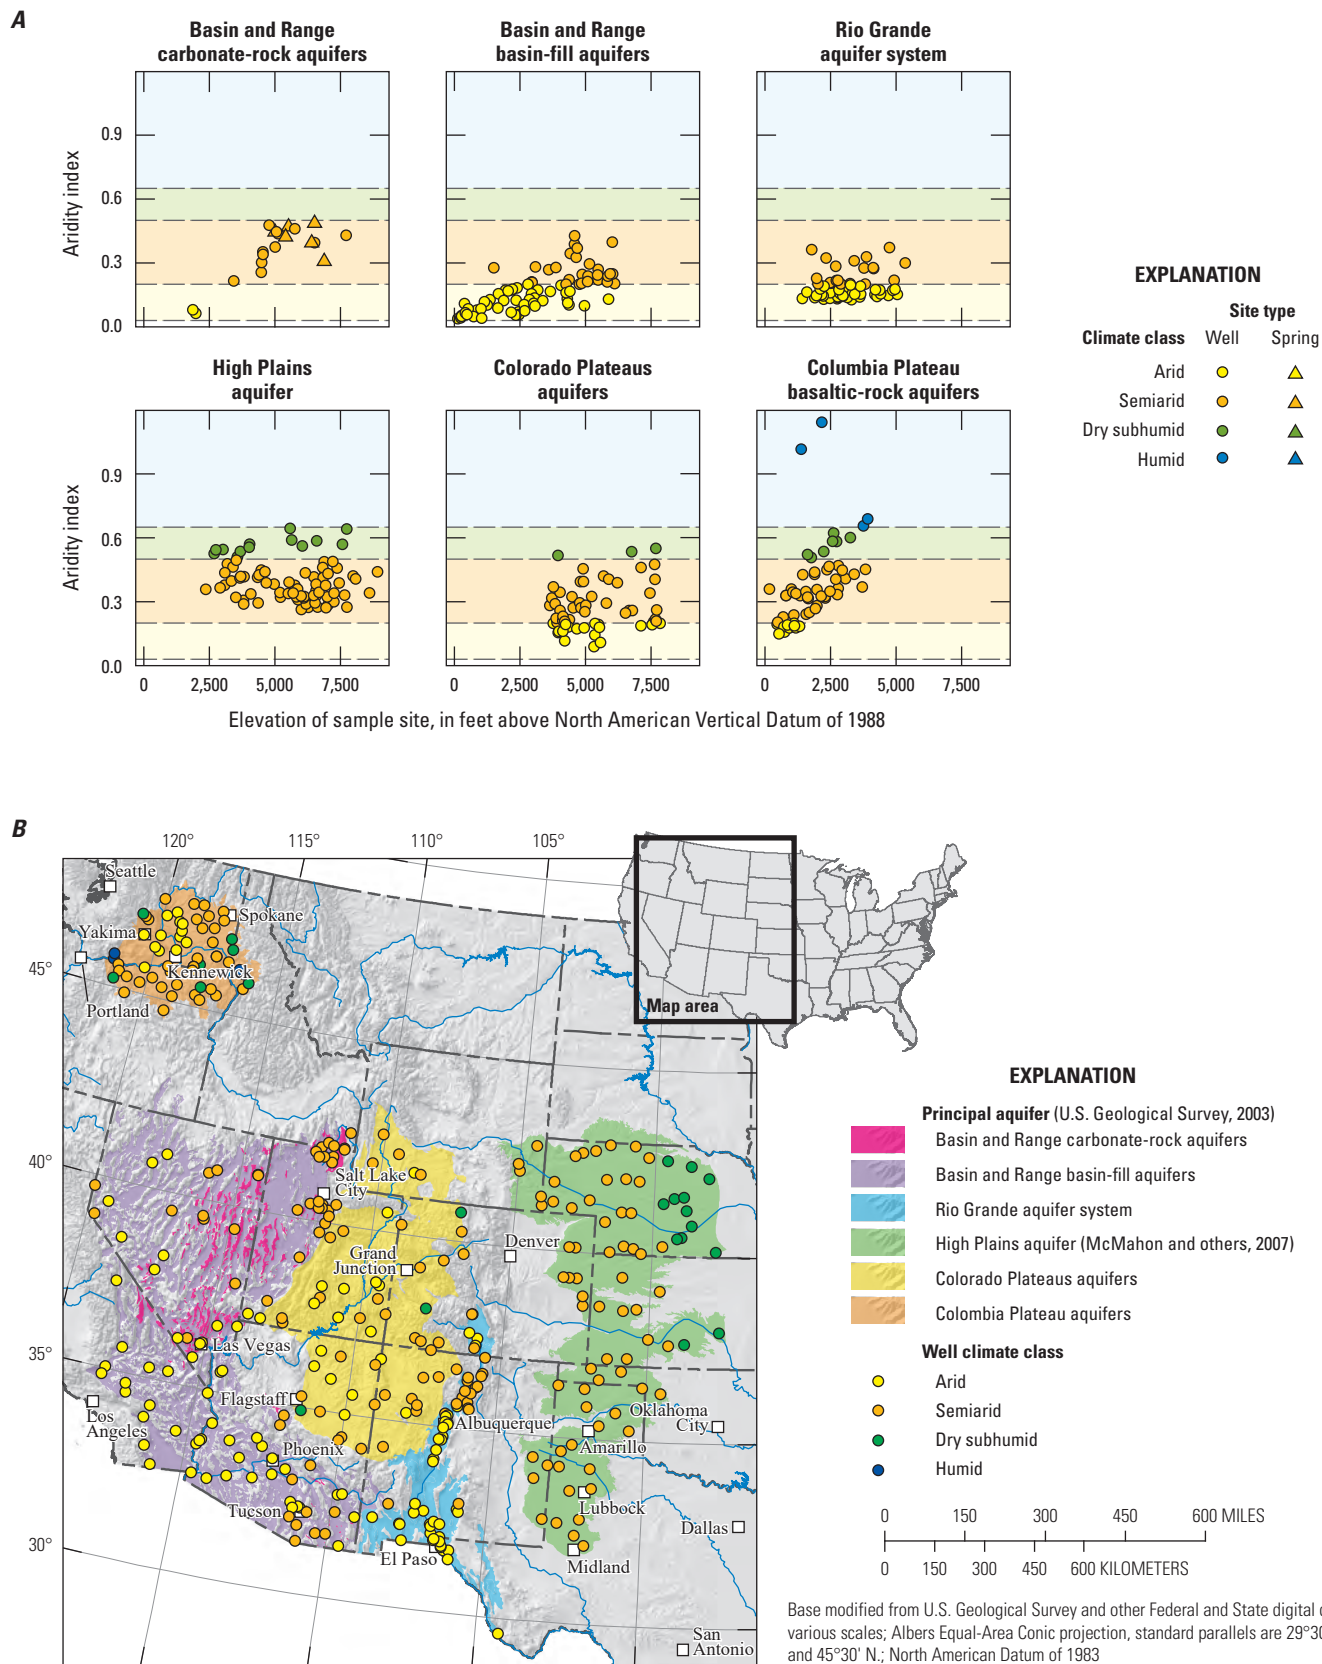 A
Basin and Range
carbonate-rock aquifers
Basin and Range
basin-fill aquifers
Rio Grande
aquifer system
0.9
0.6
0.3
0.0
Aridity index
EXPLANATION
Site type
Climate class Well Spring
Arid
Semiarid
Dry subhumid
Humid
High Plains
aquifer
Colorado Plateaus
aquifers
Columbia Plateau
basaltic-rock aquifers
0.9
0.6
0.3
0.0
Aridity index
0 2,500 5,000 7,500 0 2,500 5,000 7,500 0 2,500 5,000 7,500
Elevation of sample site, in feet above North American Vertical Datum of 1988
B
120° 115° 110° 105°
45°
40°
35°
30°
Seattle
Spokane
Yakima
Kennewick
Portland
Map area
Salt Lake
City
Denver
Grand
Junction
Las Vegas
Flagstaff
Los
Angeles
Albuquerque
Oklahoma
City
Amarillo
Phoenix
Tucson
Lubbock
Dallas
El Paso
Midland
San
Antonio
EXPLANATION
Principal aquifer (U.S. Geological Survey, 2003)
Basin and Range carbonate-rock aquifers
Basin and Range basin-fill aquifers
Rio Grande aquifer system
High Plains aquifer (McMahon and others, 2007)
Colorado Plateaus aquifers
Colombia Plateau aquifers
Well climate class
Arid
Semiarid
Dry subhumid
Humid
0 150 300 450 600 MILES
0 150 300 450 600 KILOMETERS
Base modified from U.S. Geological Survey and other Federal and State digital
various scales; Albers Equal-Area Conic projection, standard parallels are 29°30
and 45°30' N.; North American Datum of 1983